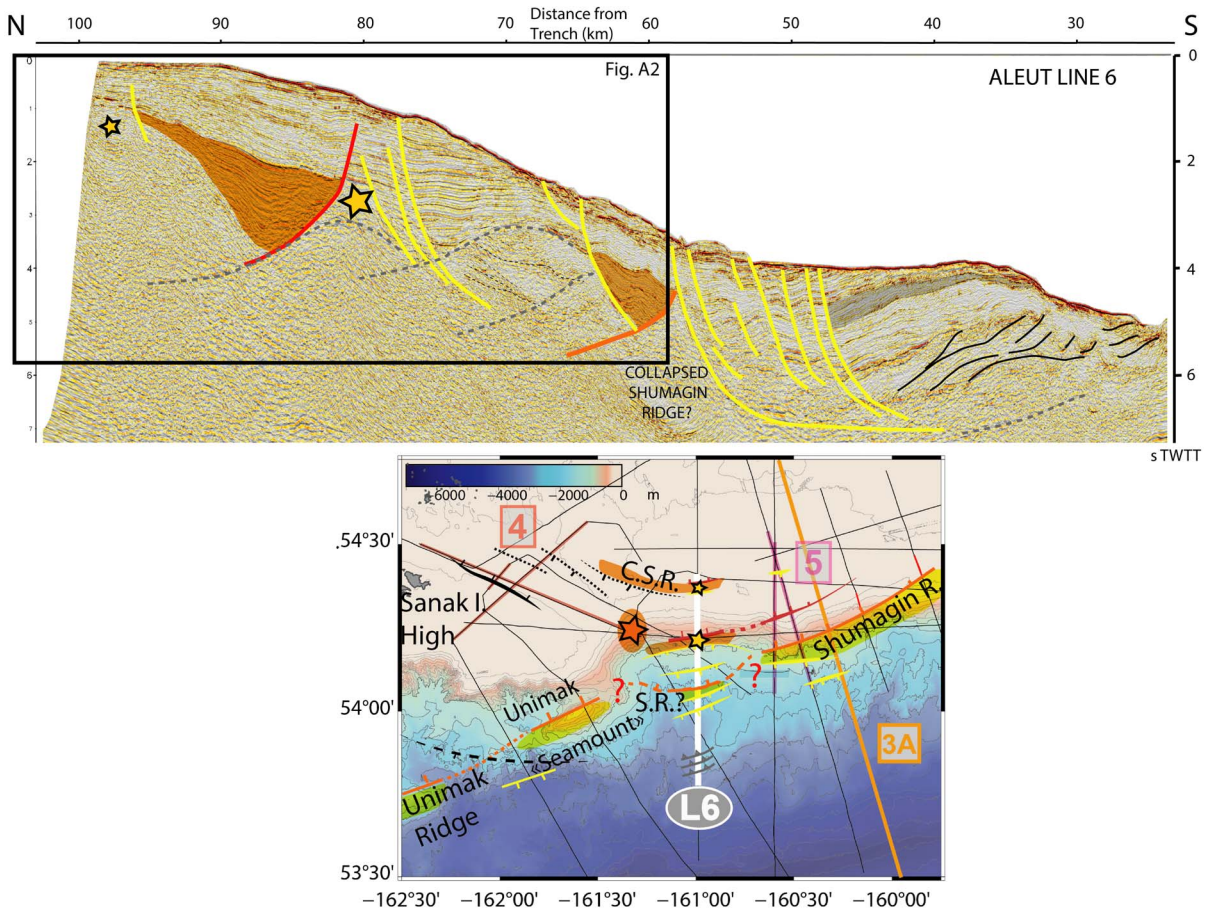 N
S
Distance from
Trench (km)
100 90 80 70 60 50 40 30
Fig. A2
ALEUT LINE 6
0
1
2
3
4
5
6
7
0
2
4
6
s TWTT
COLLAPSED
SHUMAGIN
RIDGE?
-6000 -4000 -2000 0 m
4
5
54°30'
C.S.R.
Sanak I.
High
Shumagin R.
?
?
54°00'
Unimak
S.R.?
«Seamount»
3A
Unimak
Ridge
L6
53°30'
−162°30' −162°00' −161°30' −161°00' −160°30' −160°00'